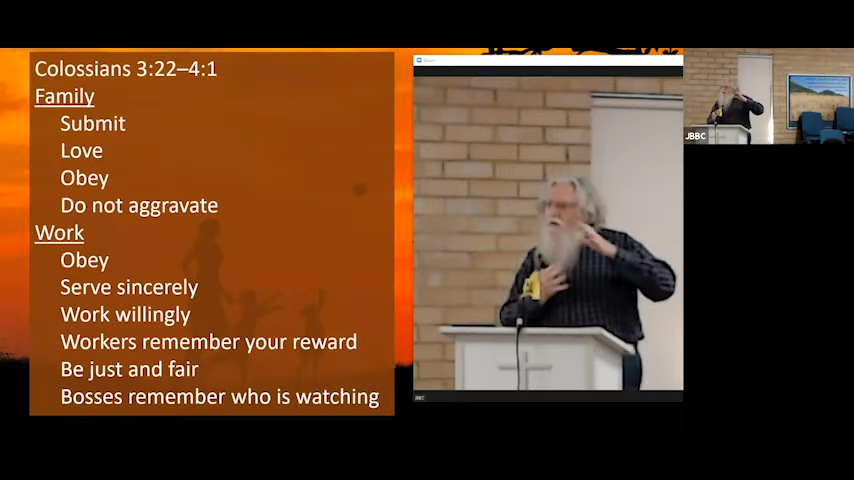 Colossians 3:22–4:1
Family
Submit
Love
Obey
Do not aggravate
Work
Obey
Serve sincerely
Work willingly
Workers remember your reward
Be just and fair
Bosses remember who is watching
JBBC
JBBC